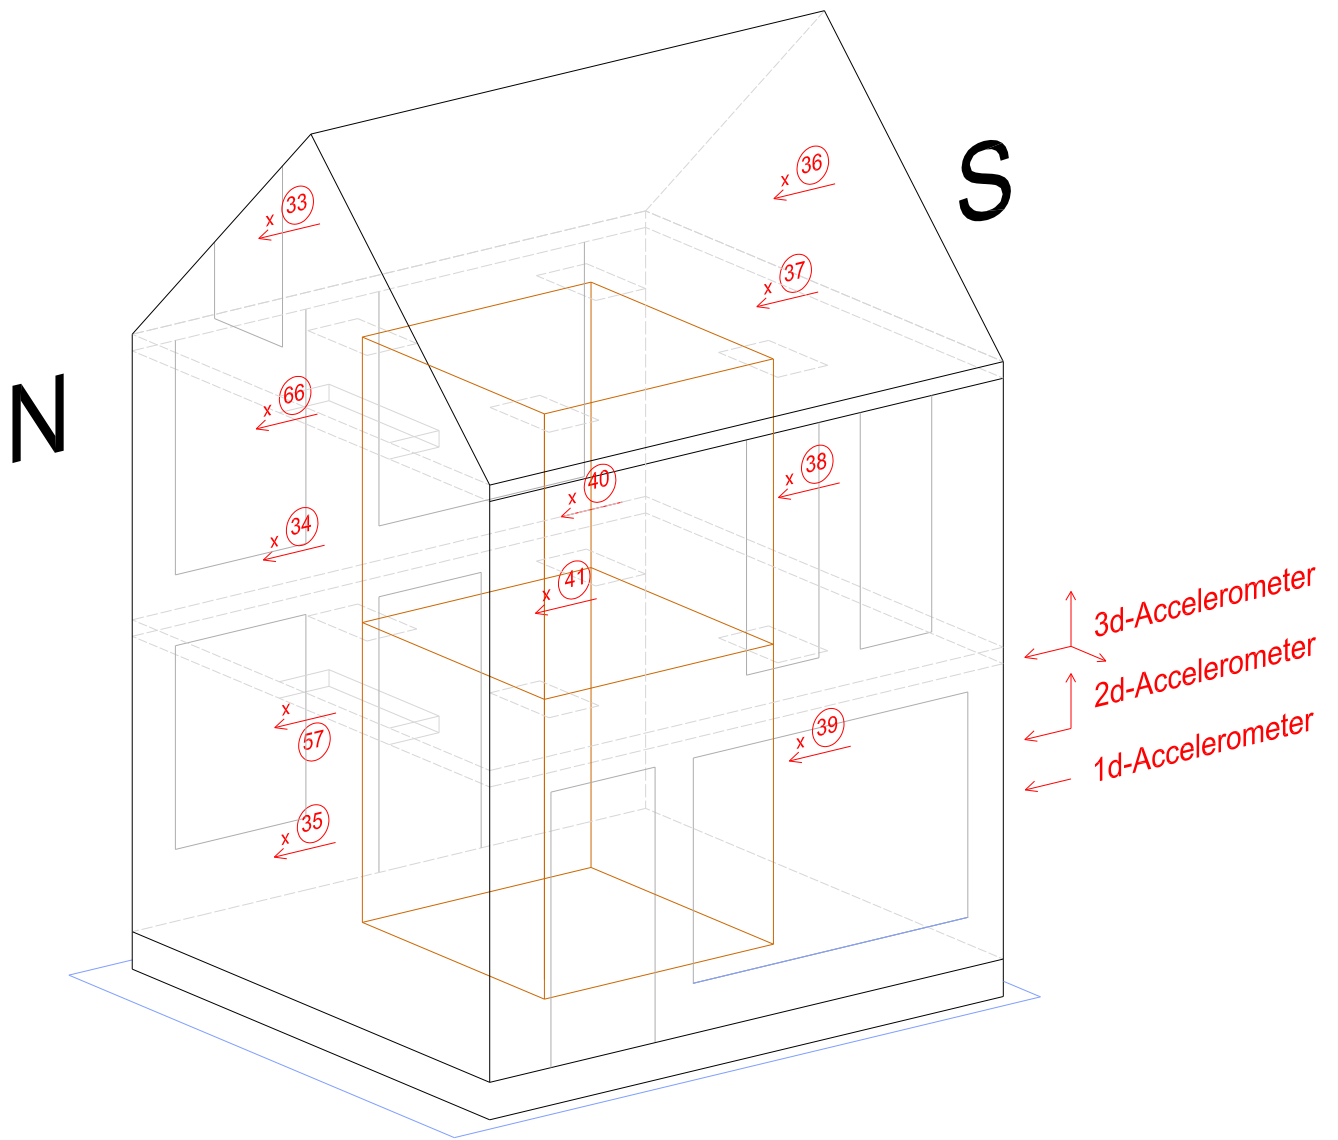 S
36
x
33
x
37
x
N
66
x
38
x
40
x
34
x
41
x
3d-Accelerometer
2d-Accelerometer
1d-Accelerometer
x
57
39
x
35
x